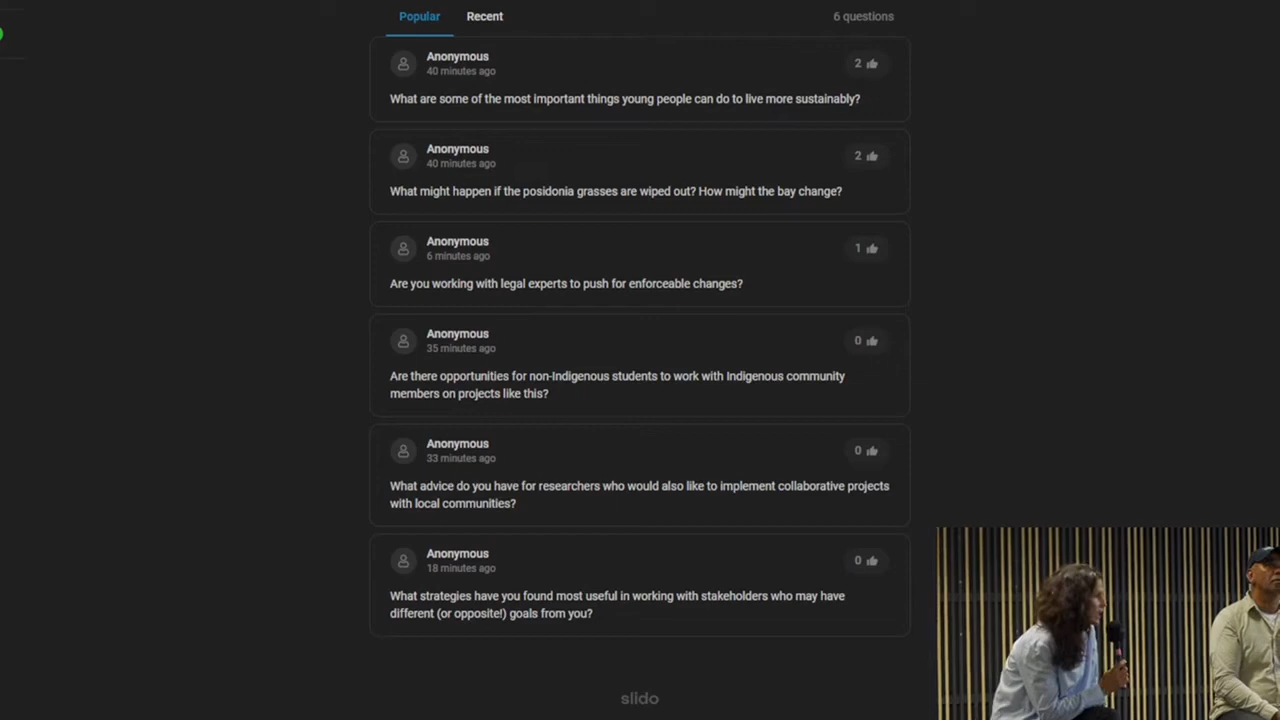 Popular
Recent
6 questions
Anonymous
40 minutes ago
2
What are some of the most important things young people can do to live more sustainably?
Anonymous
40 minutes ago
2
What might happen if the posidonia grasses are wiped out? How might the bay change?
Anonymous
6 minutes ago
1
Are you working with legal experts to push for enforceable changes?
Anonymous
35 minutes ago
0
Are there opportunities for non-Indigenous students to work with Indigenous community
members on projects like this?
Anonymous
33 minutes ago
0
What advice do you have for researchers who would also like to implement collaborative projects
with local communities?
Anonymous
18 minutes ago
0
What strategies have you found most useful in working with stakeholders who may have
different (or opposite!) goals from you?
slido